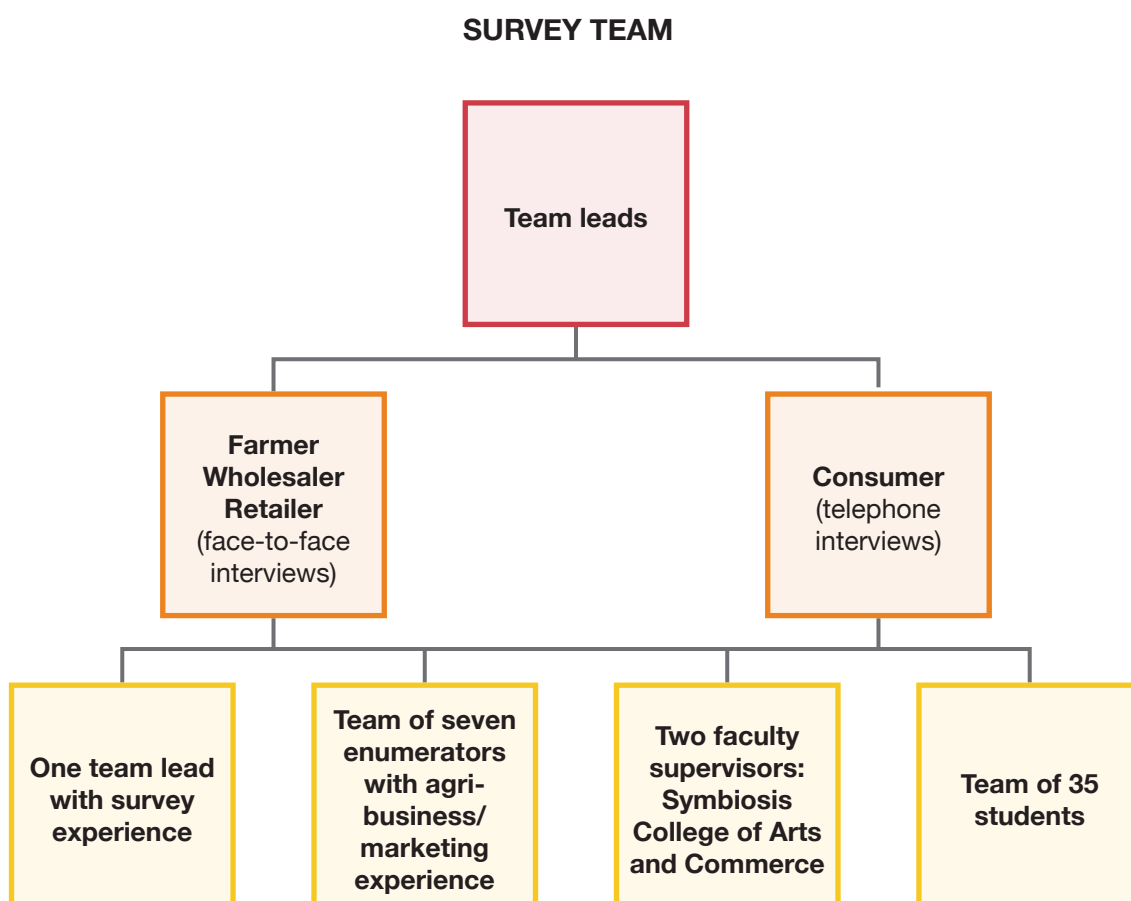 SURVEY TEAM
Team leads
Farmer
Wholesaler
Retailer
(face-to-face
interviews)
Consumer
(telephone
interviews)
One team lead
with survey
experience
Team of seven
enumerators
with agri-
business/
marketing
experience
Two faculty
supervisors:
Symbiosis
College of Arts
and Commerce
Team of 35
students